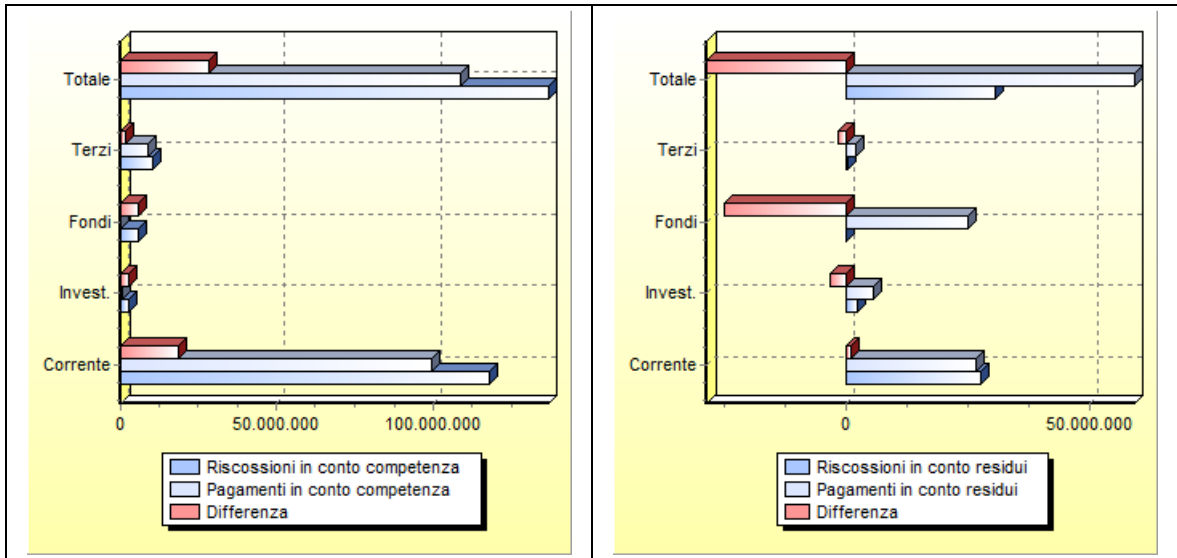 Totale
Terzi
Fondi
Invest.
Corrente
0
50.000.000
100.000.000
Riscossioni in conto competenza
Pagamenti in conto competenza
Differenza
Totale
Terzi
Fondi
Invest.
Corrente
0
50.000.000
Riscossioni in conto residui
Pagamenti in conto residui
Differenza